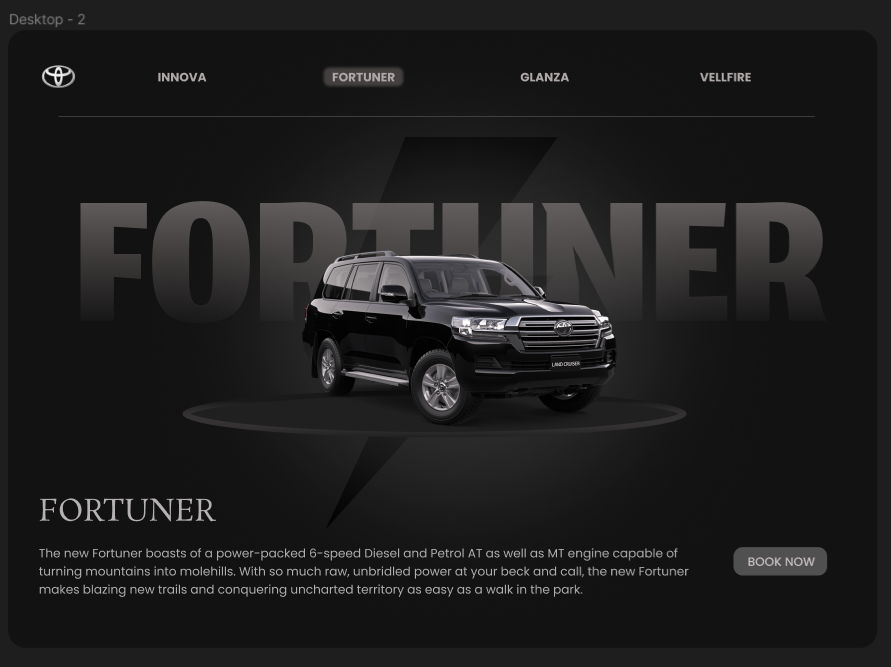 Desktop - 2
INNOVA
FORTUNER
GLANZA
VELLFIRE
FORTUNER
LAND CRUISER
FORTUNER
The new Fortuner boasts of a power-packed 6-speed Diesel and Petrol AT as well as MT engine capable of
turning mountains into molehills. With so much raw, unbridled power at your beck and call, the new Fortuner
makes blazing new trails and conquering uncharted territory as easy as a walk in the park.
BOOK NOW